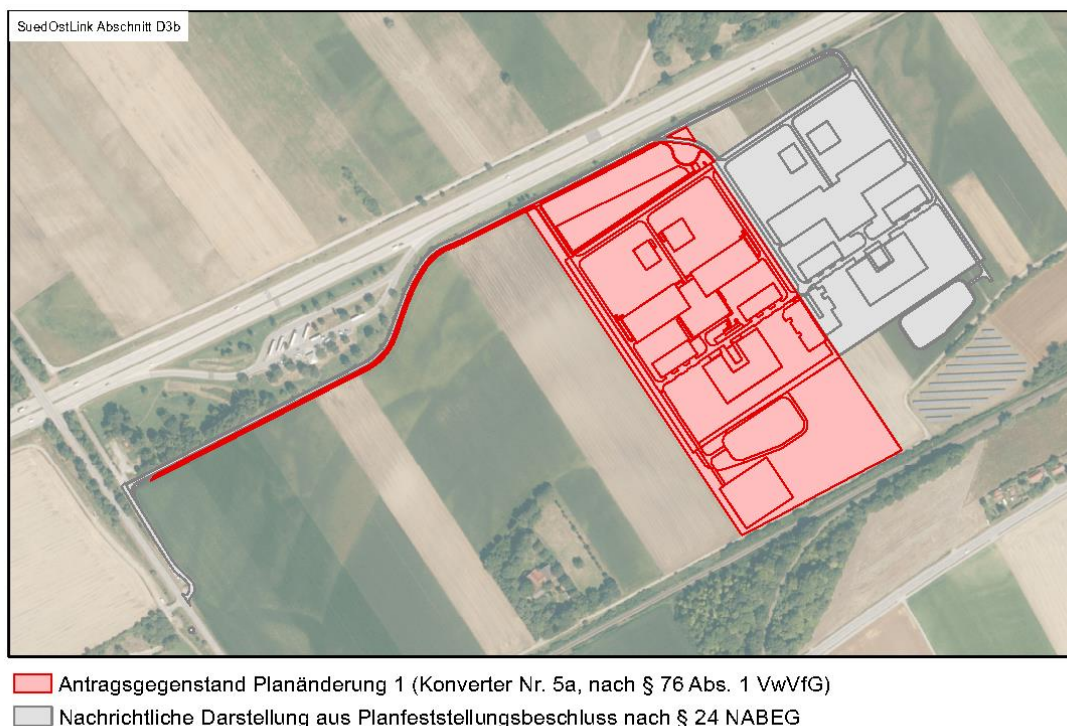 SuedOstLink Abschnitt D3b
Antragsgegenstand Planänderung 1 (Konverter Nr. 5a, nach § 76 Abs. 1 VwVfG)
Nachrichtliche Darstellung aus Planfeststellungsbeschluss nach § 24 NABEG